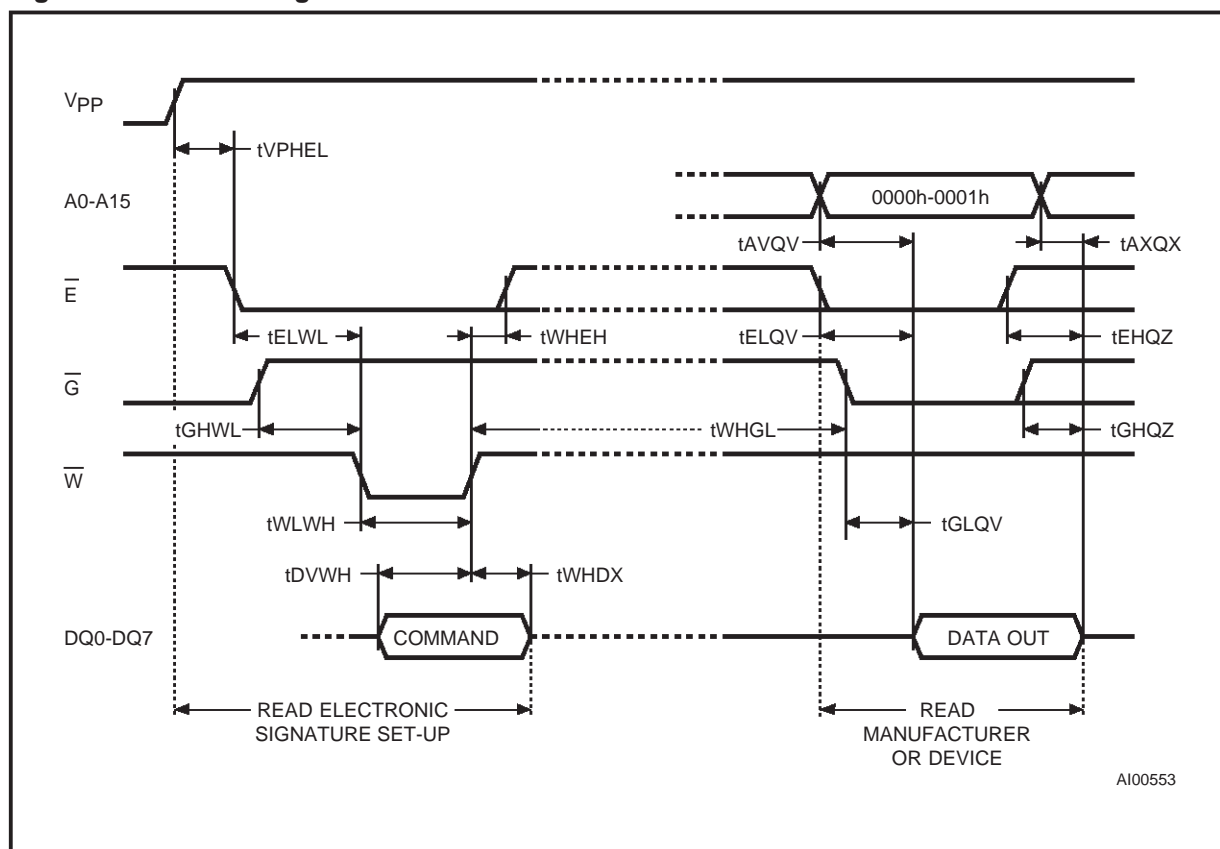 VPP
tVPHEL
A0-A15
0000h-0001h
tAVQV
tAXQX
E
tELWL
tWHEH
tELQV
tEHQZ
G
tGHWL
tWHGL
tGHQZ
W
tWLWH
tGLQV
tDVWH
tWHDX
DQ0-DQ7
COMMAND
DATA OUT
READ ELECTRONIC
SIGNATURE SET-UP
READ
MANUFACTURER
OR DEVICE
AI00553